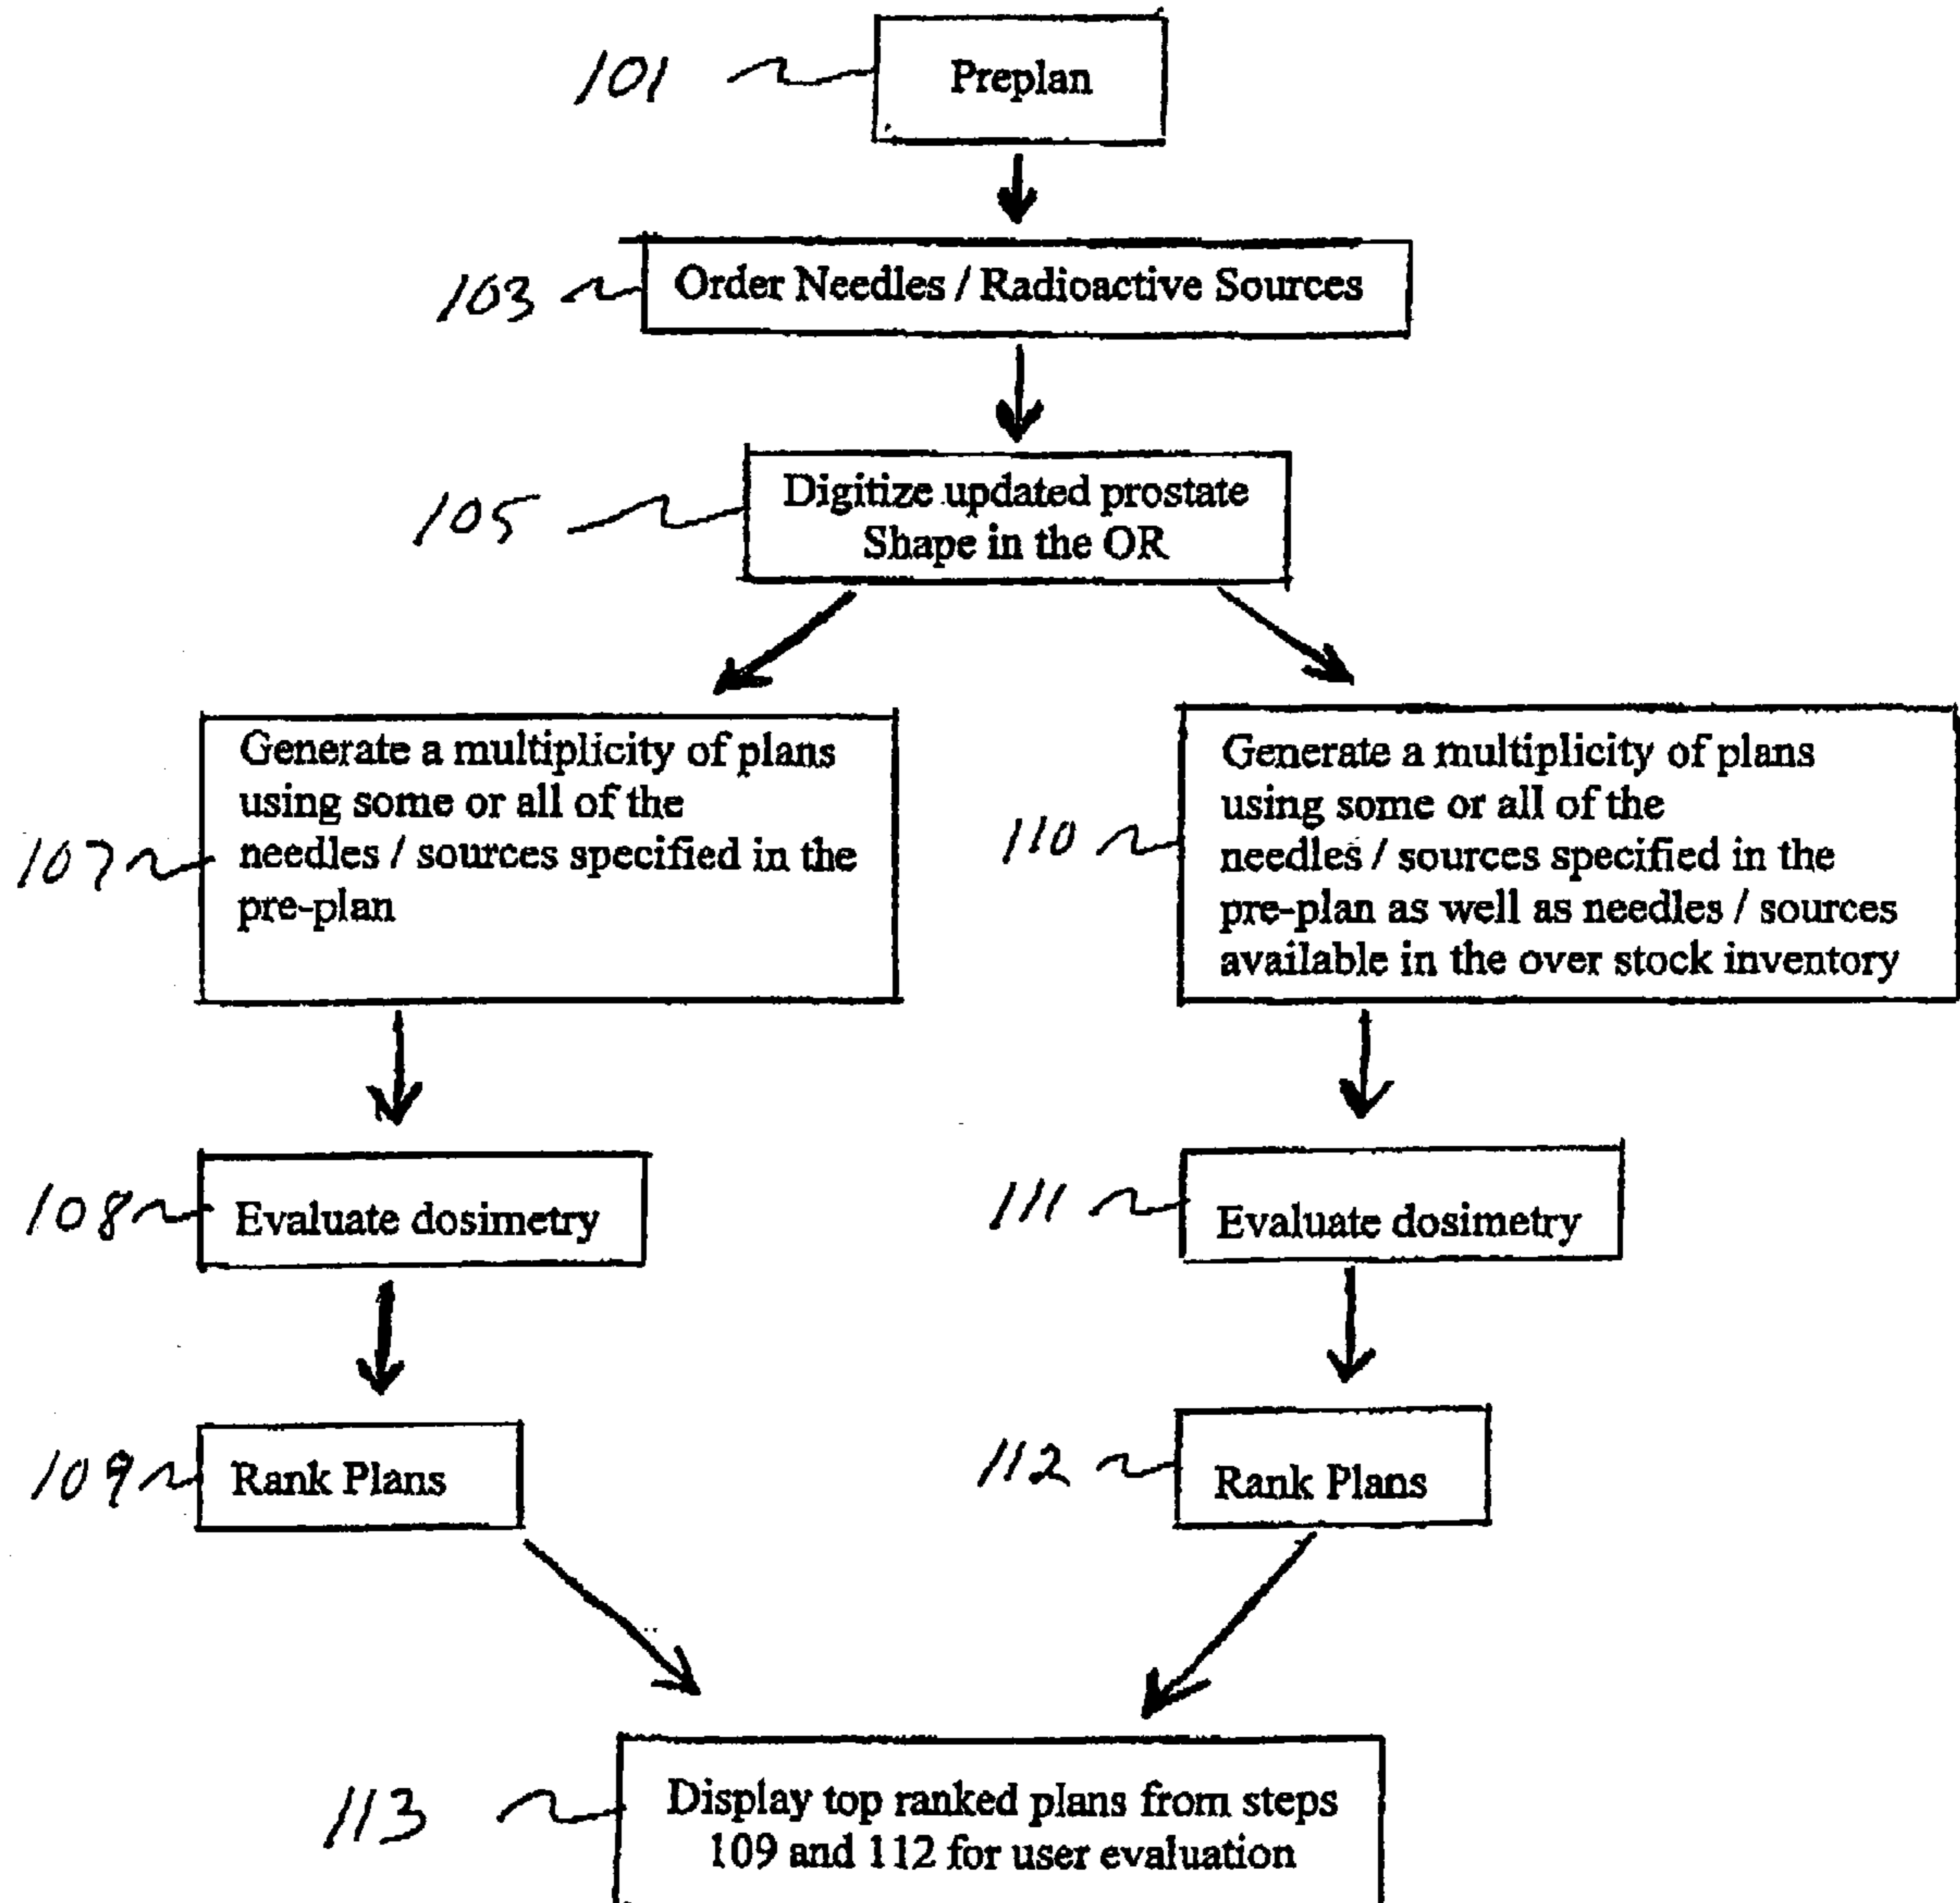 101
Preplan
103
Order Needles / Radioactive Sources
105
Digitize updated prostate
Shape in the OR
107
Generate a multiplicity of plans
using some or all of the
needles / sources specified in the
pre-plan
110
Generate a multiplicity of plans
using some or all of the
needles / sources specified in the
pre-plan as well as needles / sources
available in the over stock inventory
108
Evaluate dosimetry
111
Evaluate dosimetry
109
Rank Plans
112
Rank Plans
113
Display top ranked plans from steps
109 and 112 for user evaluation